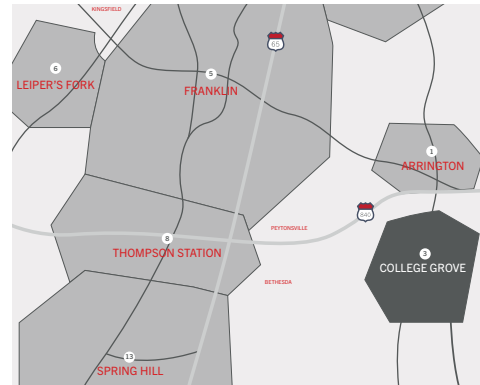 KINGSFIELD
65
6
LEIPER'S FORK
5
FRANKLIN
1
ARRINGTON
840
PEYTONSVILLE
8
THOMPSON STATION
3
COLLEGE GROVE
BETHESDA
13
SPRING HILL